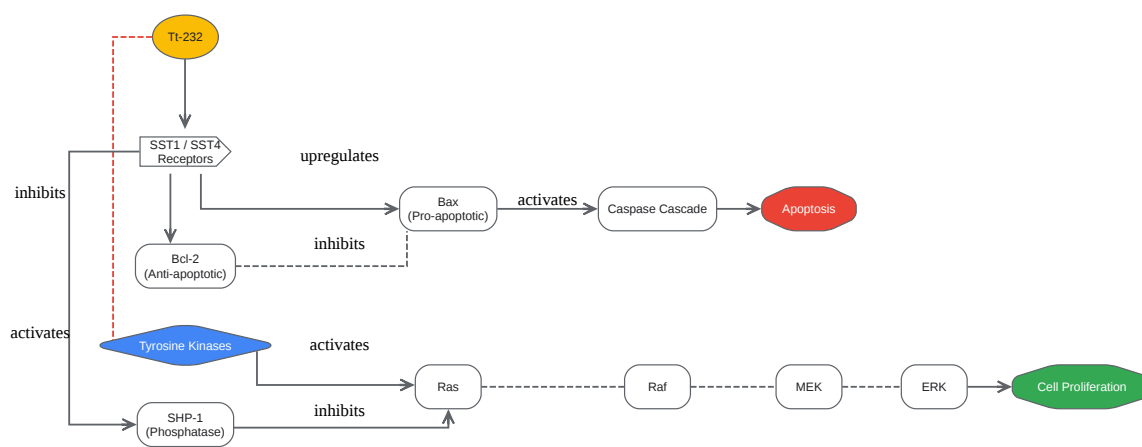 Tt-232
SST1 / SST4
Receptors
upregulates
inhibits
Bax
(Pro-apoptotic)
activates
Caspase Cascade
Apoptosis
inhibits
Bcl-2
(Anti-apoptotic)
activates
Tyrosine Kinases
activates
Ras
Raf
MEK
ERK
Cell Proliferation
inhibits
SHP-1
(Phosphatase)